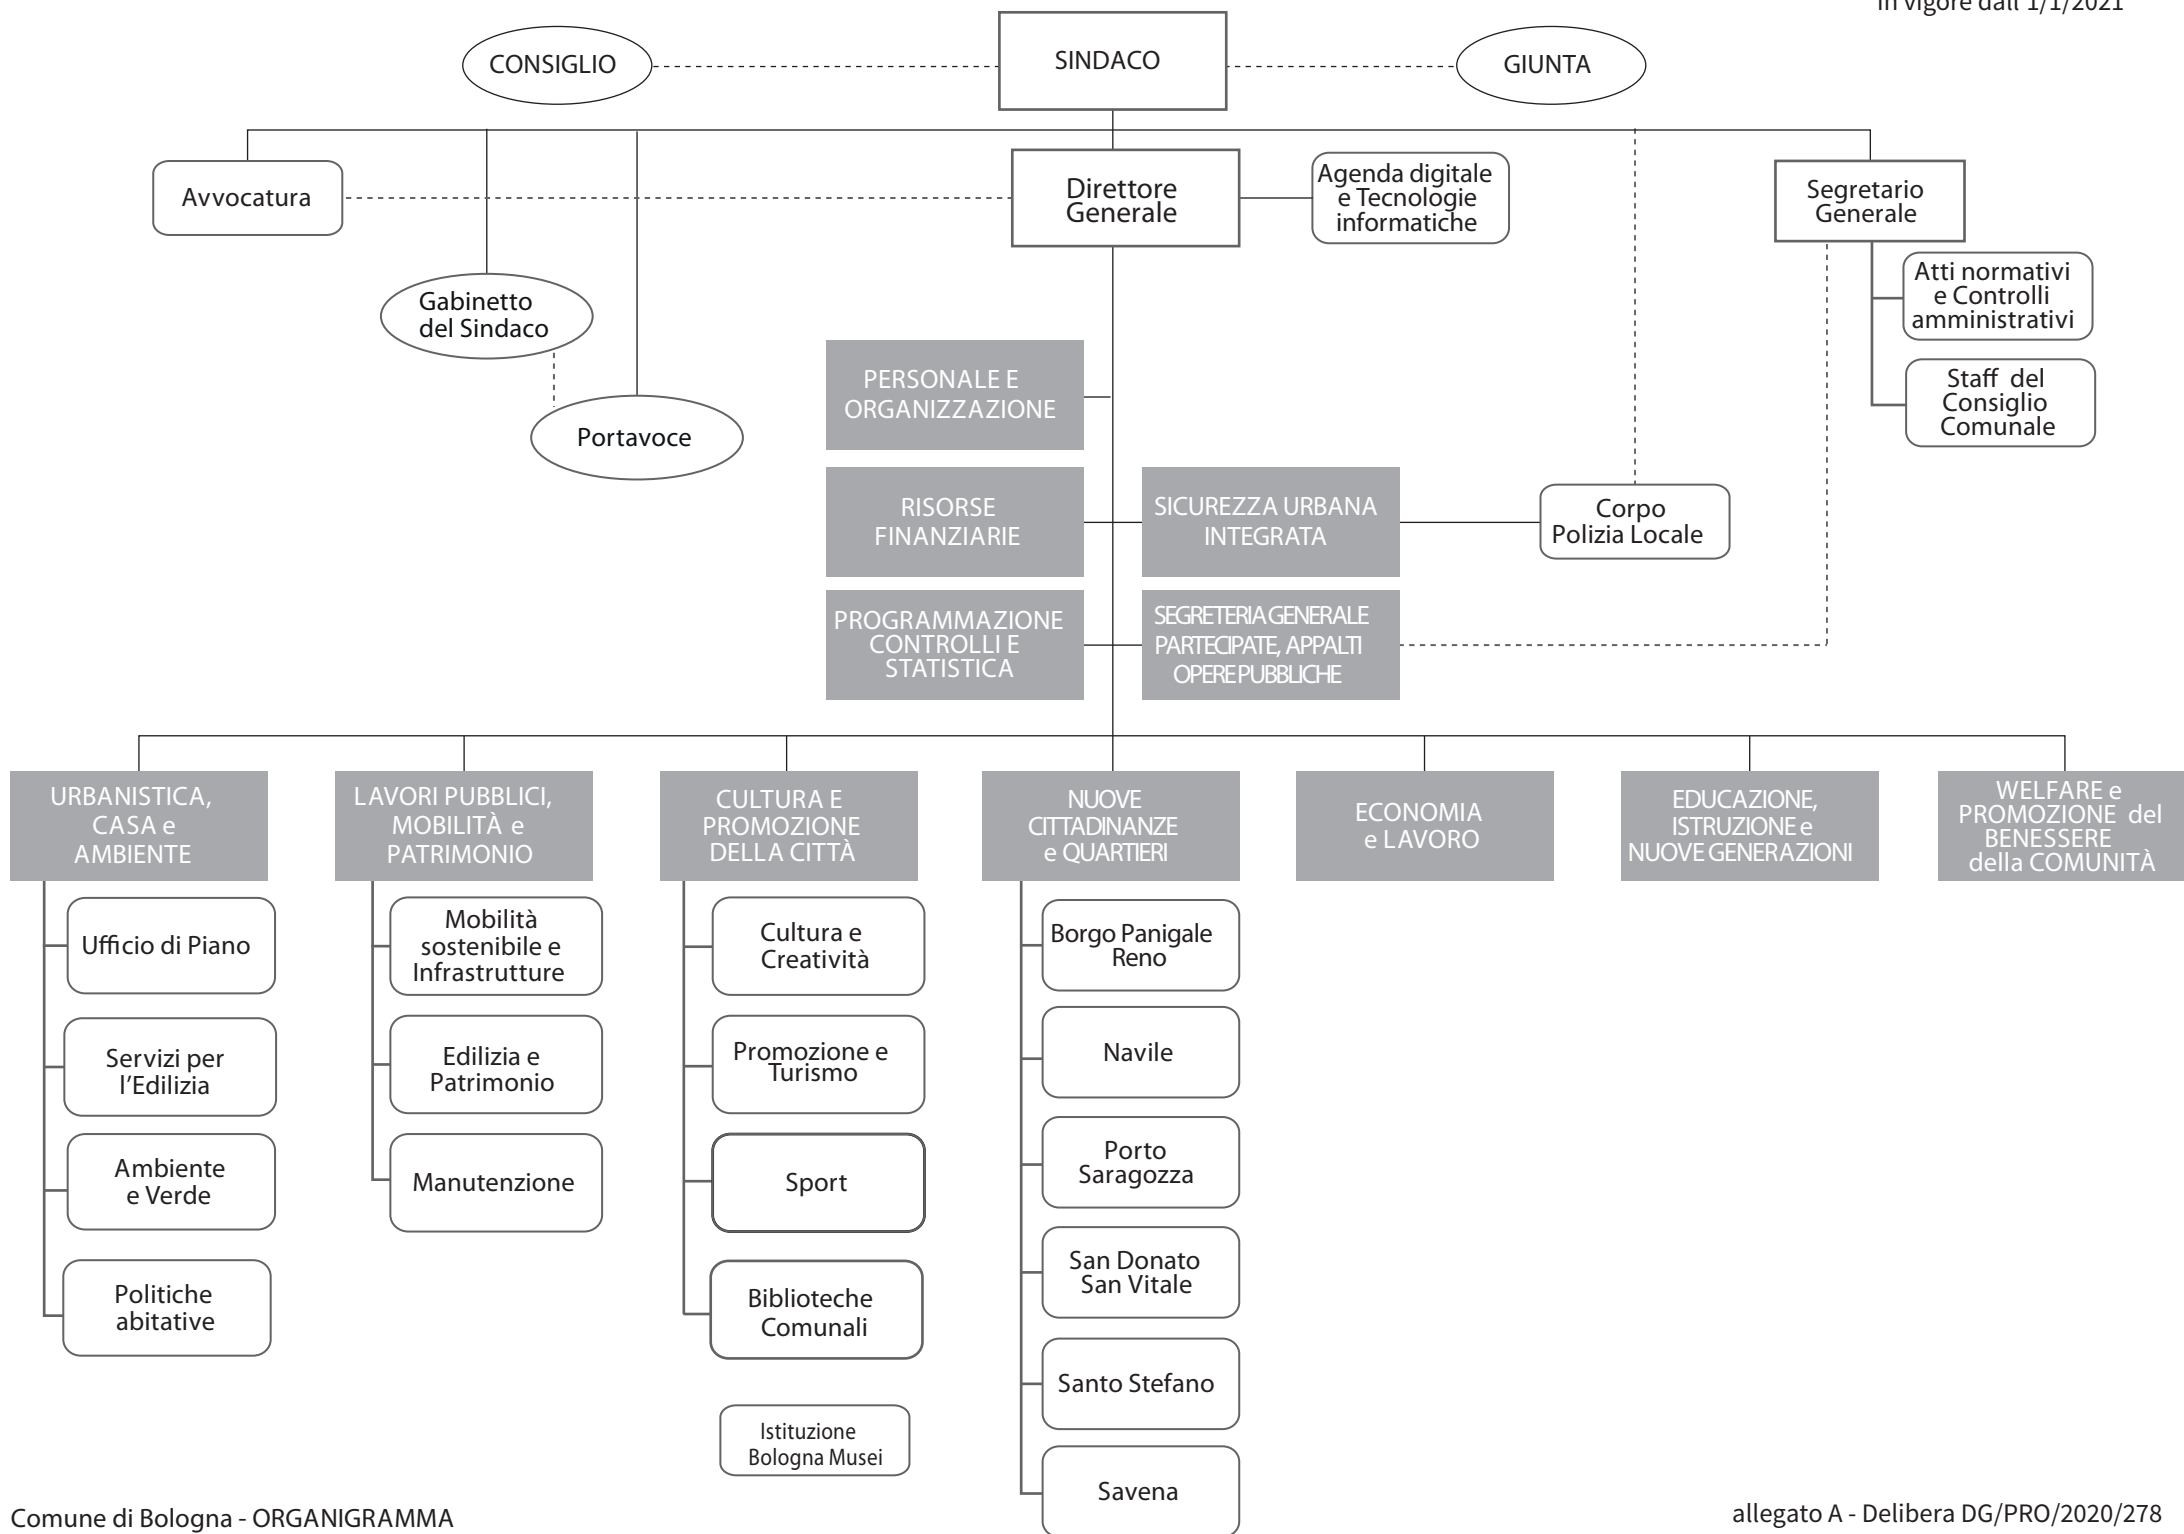 In vigore dall'1/1/2021
CONSIGLIO
SINDACO
GIUNTA
Avvocatura
Direttore
Generale
Agenda digitale
e Tecnologie
informatiche
Segretario
Generale
Gabinetto
del Sindaco
Atti normativi
e Controlli
amministrativi
Portavoce
Staff del
Consiglio
Comunale
PERSONALE E
ORGANIZZAZIONE
RISORSE
FINANZIARIE
SICUREZZA URBANA
INTEGRATA
Corpo
Polizia Locale
PROGRAMMAZIONE
CONTROLLI E
STATISTICA
SEGRETERIA GENERALE
PARTECIPATE, APPALTI
OPERE PUBBLICHE
URBANISTICA,
CASA e
AMBIENTE
LAVORI PUBBLICI,
MOBILITÀ e
PATRIMONIO
CULTURA E
PROMOZIONE
DELLA CITTÀ
NUOVE
CITTADINANZE
e QUARTIERI
ECONOMIA
e LAVORO
EDUCAZIONE,
ISTRUZIONE e
NUOVE GENERAZIONI
WELFARE e
PROMOZIONE del
BENESSERE
della COMUNITÀ
Ufficio di Piano
Servizi per
l'Edilizia
Ambiente
e Verde
Politiche
abitative
Mobilità
sostenibile e
Infrastrutture
Edilizia e
Patrimonio
Manutenzione
Cultura e
Creatività
Promozione e
Turismo
Sport
Biblioteche
Comunali
Istituzione
Bologna Musei
Borgo Panigale
Reno
Navile
Porto
Saragozza
San Donato
San Vitale
Santo Stefano
Savena
Comune di Bologna - ORGANIGRAMMA
allegato A - Delibera DG/PRO/2020/278